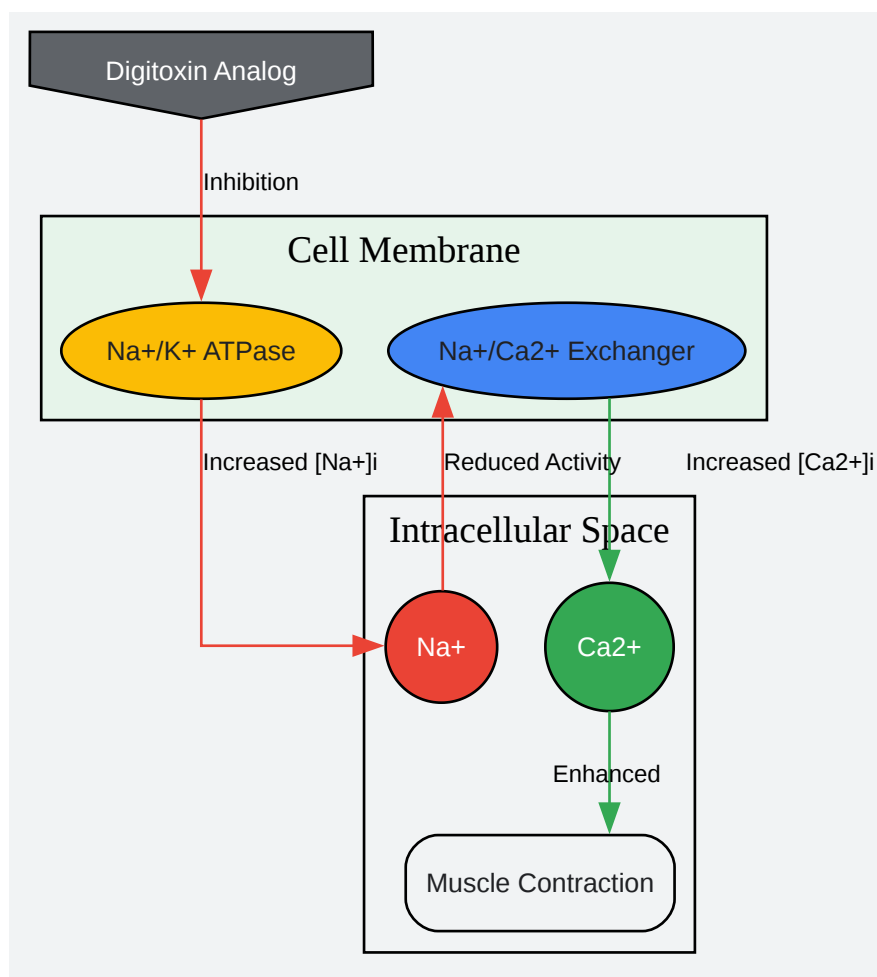 Digitoxin Analog
Inhibition
Cell Membrane
Na+/K+ ATPase
Na+/Ca2+ Exchanger
Increased [Na+]i
Reduced Activity
Increased [Ca2+]i
Intracellular Space
Na+
Ca2+
Enhanced
Muscle Contraction